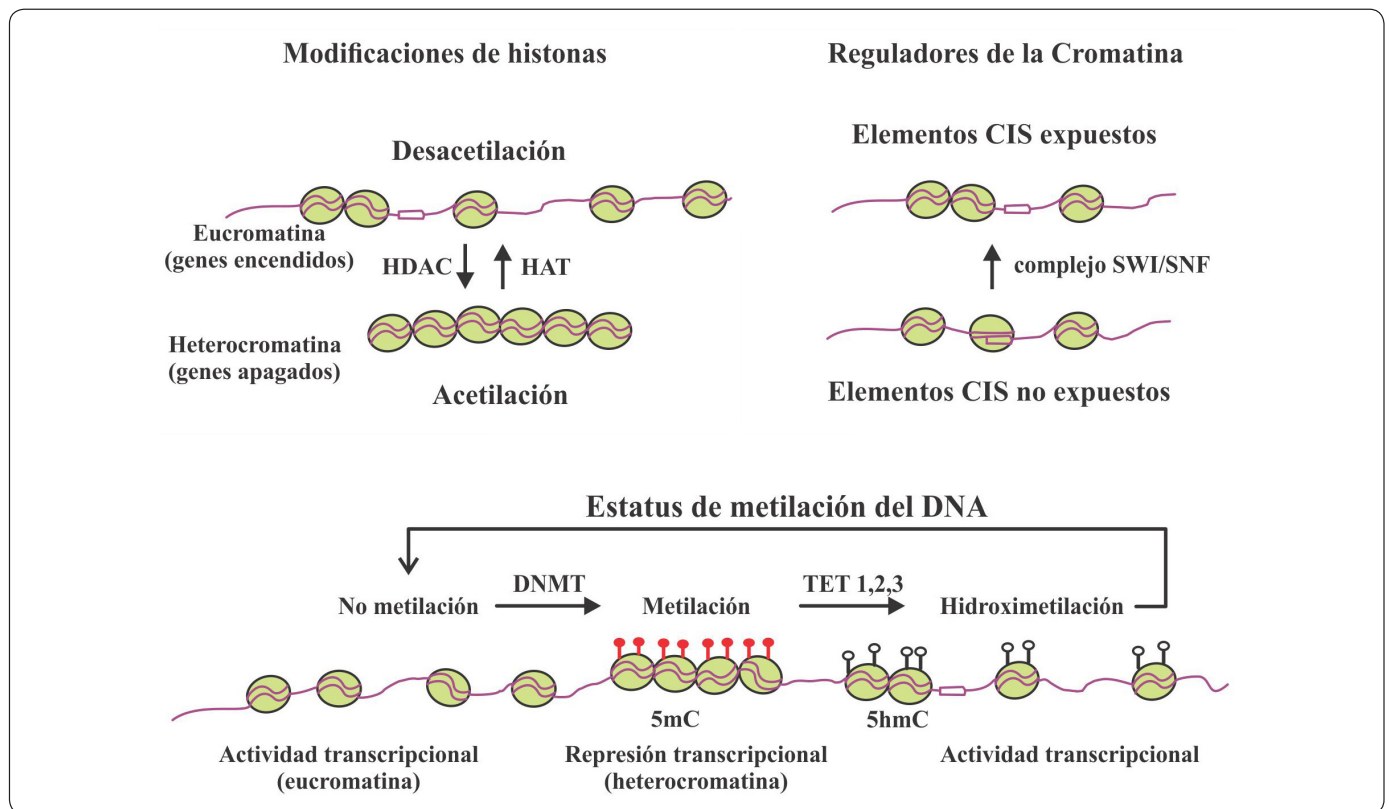 Modificaciones de histonas
Desacetilación
Eucromatina
(genes encendidos)
HDAC
HAT
Heterocromatina
(genes apagados)
Acetilación
Reguladores de la Cromatina
Elementos CIS expuestos
complejo SWI/SNF
Elementos CIS no expuestos
Estatus de metilación del DNA
No metilación
DNMT
Metilación
TET 1,2,3
Hidroximetilación
5mC
5hmC
Actividad transcripcional
(eucromatina)
Represión transcripcional
(heterocromatina)
Actividad transcripcional